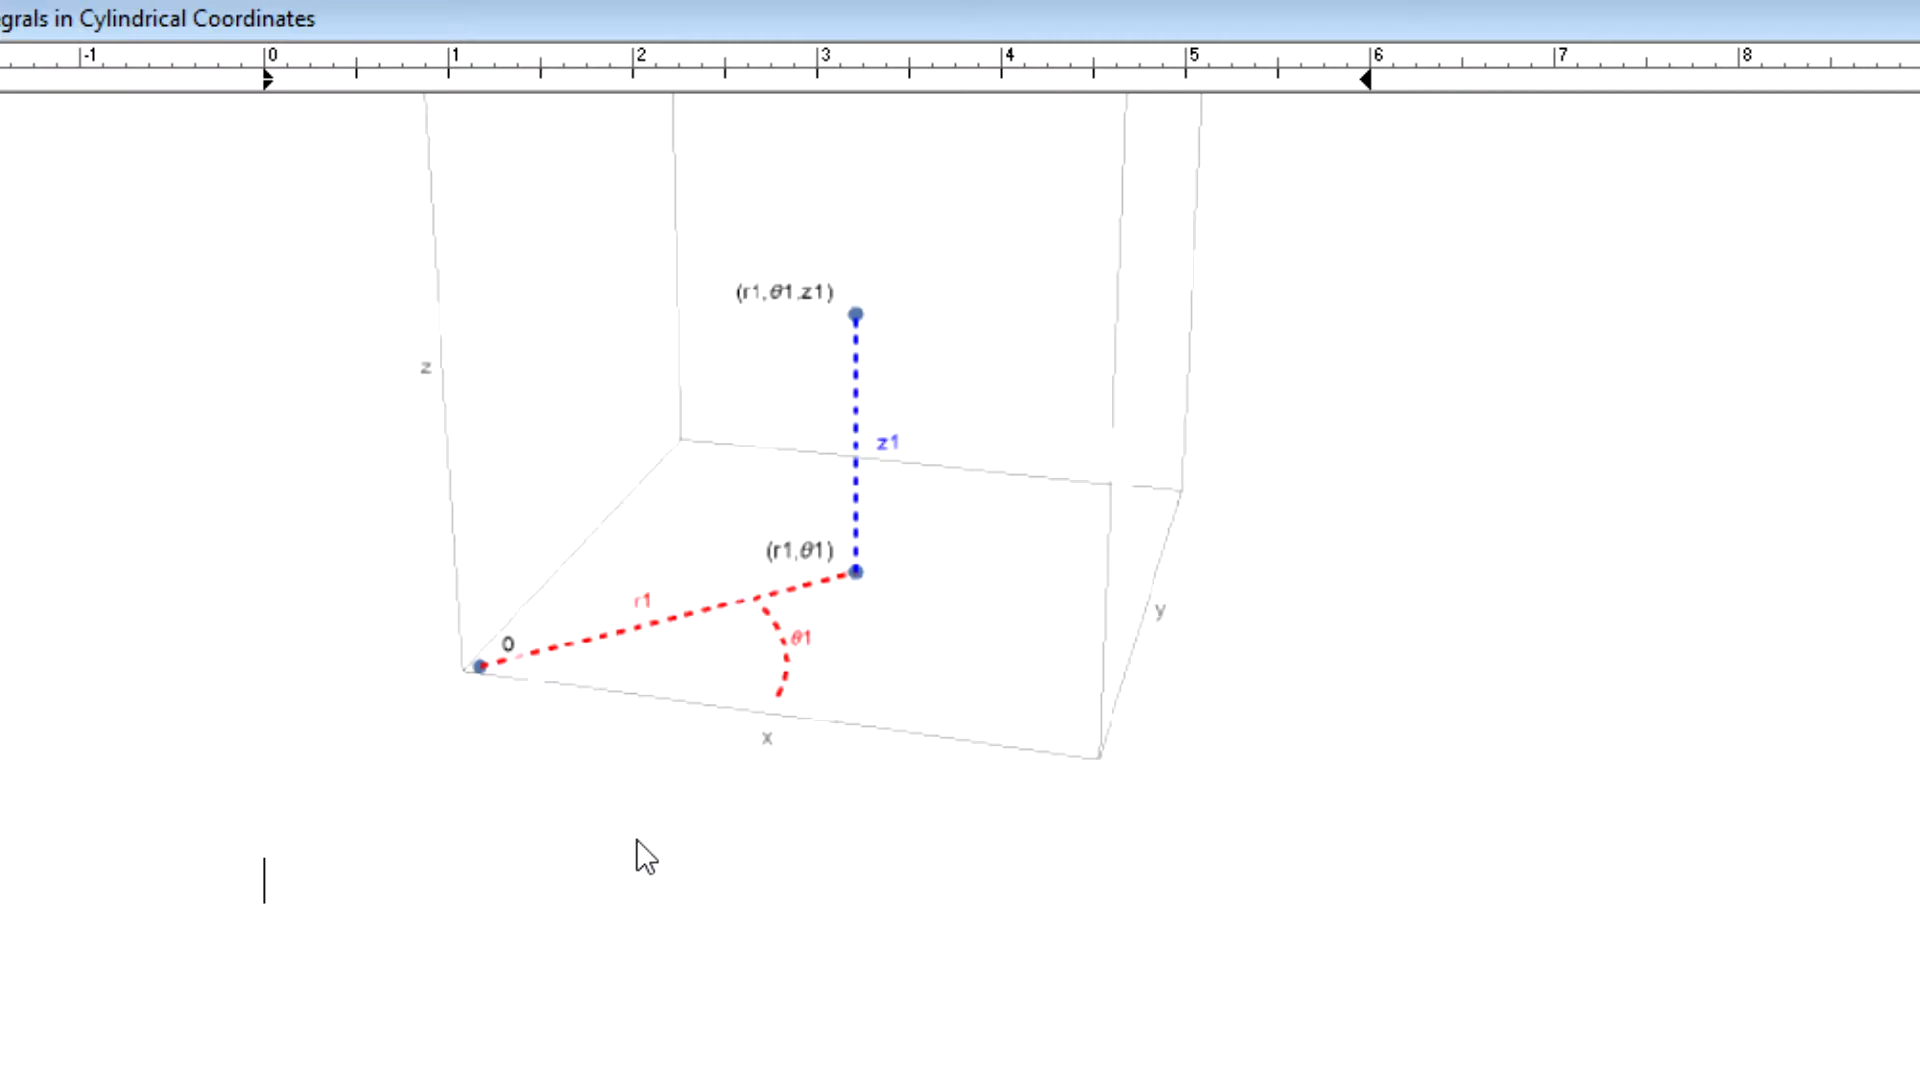 grals in Cylindrical Coordinates
-1 0 1 2 3 4 5 6 7 8
(r1,θ1,z1)
z
z1
(r1,θ1)
r1
y
θ1
0
x